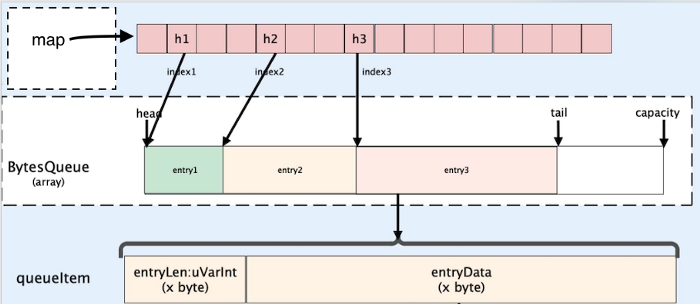 map
h1
h2
h3
index1
index2
index3
head
tail
capacity
BytesQueue
(array)
entry1
entry2
entry3
queueItem
entryLen:uVarInt
(x byte)
entryData
(x byte)